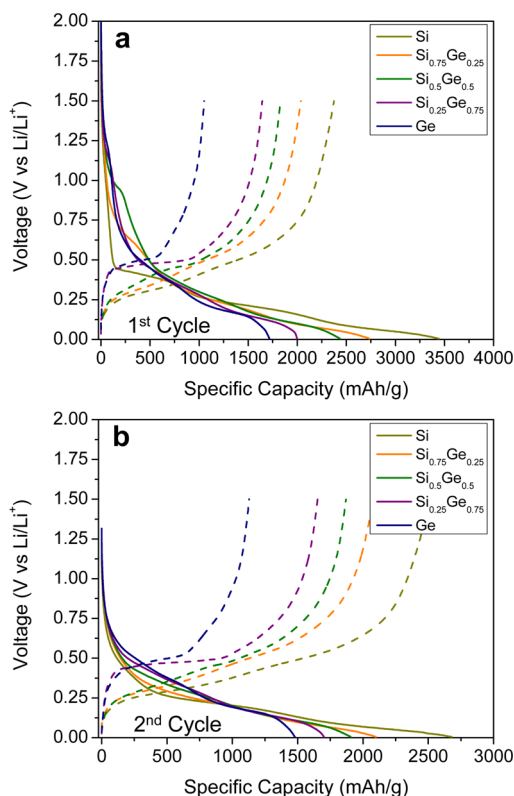 a
2.00
1.75
1.50
1.25
1.00
0.75
0.50
0.25
0.00
Voltage (V vs Li/Li⁺)
Si
Si₀.₇₅Ge₀.₂₅
Si₀.₅Ge₀.₅
Si₀.₂₅Ge₀.₇₅
Ge
1ˢᵗ Cycle
0 500 1000 1500 2000 2500 3000 3500 4000
Specific Capacity (mAh/g)
b
2.00
1.75
1.50
1.25
1.00
0.75
0.50
0.25
0.00
Voltage (V vs Li/Li⁺)
Si
Si₀.₇₅Ge₀.₂₅
Si₀.₅Ge₀.₅
Si₀.₂₅Ge₀.₇₅
Ge
2ⁿᵈ Cycle
0 500 1000 1500 2000 2500 3000
Specific Capacity (mAh/g)